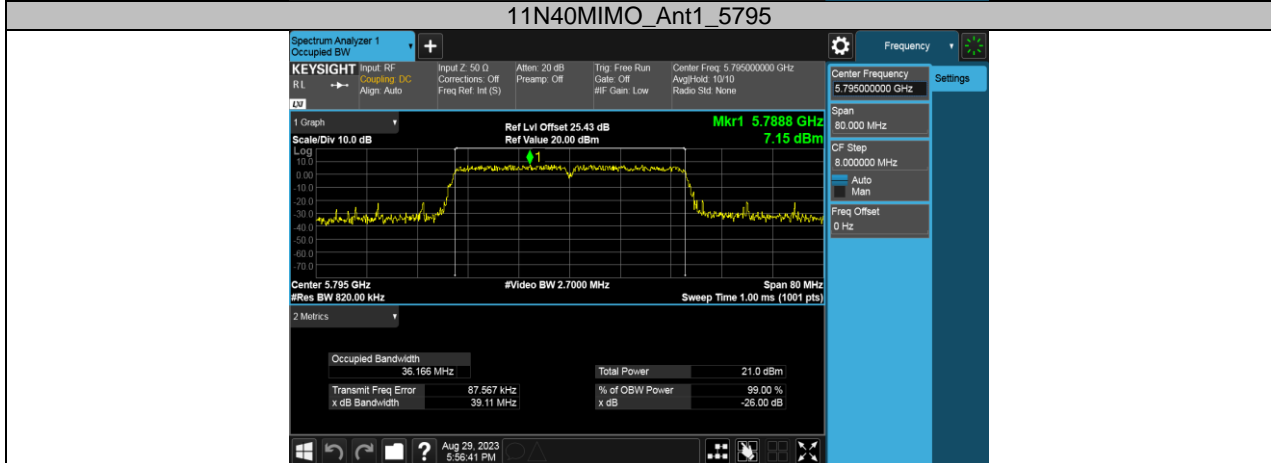 11N40MIMO_Ant1_5795
Spectrum Analyzer 1
Occupied BW
+
Frequency
KEYSIGHT
RL
LXI
Input: RF
Coupling: DC
Align: Auto
Input Z: 50 Ω
Corrections: Off
Freq Ref: Int (S)
Atten: 20 dB
Preamp: Off
Trig: Free Run
Gate: Off
#IF Gain: Low
Center Freq: 5.795000000 GHz
Avg|Hold: 10/10
Radio Std: None
Center Frequency
5.795000000 GHz
Settings
Span
80.000 MHz
CF Step
8.000000 MHz
Auto
Man
Freq Offset
0 Hz
1 Graph
Ref Lvl Offset 25.43 dB
Mkr1 5.7888 GHz
Scale/Div 10.0 dB
Ref Value 20.00 dBm
7.15 dBm
Log
1
10.0
0.00
-10.0
-20.0
-30.0
-40.0
-50.0
-60.0
-70.0
Center 5.795 GHz
#Video BW 2.7000 MHz
Span 80 MHz
#Res BW 820.00 kHz
Sweep Time 1.00 ms (1001 pts)
2 Metrics
Occupied Bandwidth
36.166 MHz
Total Power 21.0 dBm
Transmit Freq Error 87.567 kHz
% of OBW Power 99.00 %
x dB Bandwidth 39.11 MHz
x dB -26.00 dB
?
Aug 29, 2023
5:56:41 PM